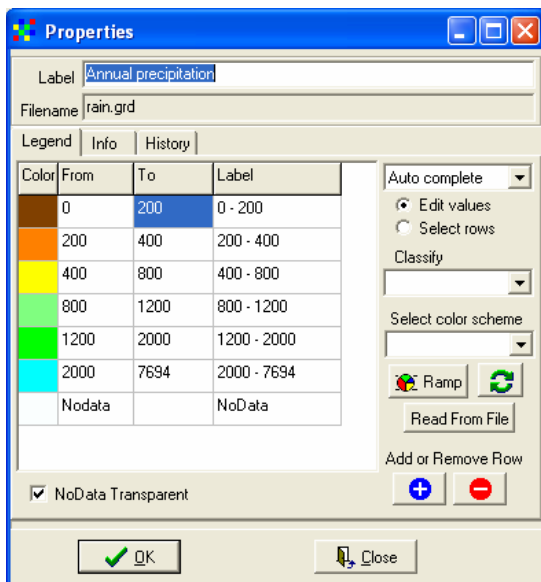 Properties
Label Annual precipitation
Filename rain.grd
Legend Info History
Color From To Label
0 200 0 - 200
200 400 200 - 400
400 800 400 - 800
800 1200 800 - 1200
1200 2000 1200 - 2000
2000 7694 2000 - 7694
Nodata NoData
Auto complete
Edit values
Select rows
Classify
Select color scheme
Ramp
Read From File
Add or Remove Row
NoData Transparent
OK Close